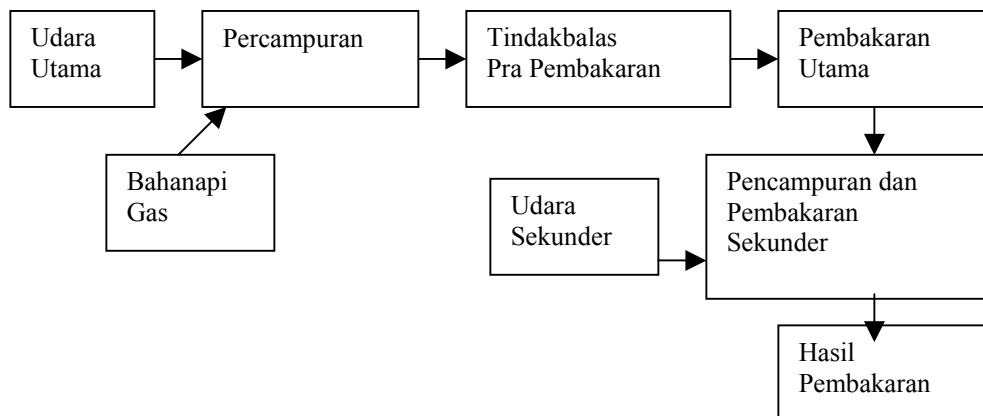 Udara
Utama
Percampuran
Tindakbalas
Pra Pembakaran
Pembakaran
Utama
Bahanapi
Gas
Udara
Sekunder
Pencampuran dan
Pembakaran
Sekunder
Hasil
Pembakaran